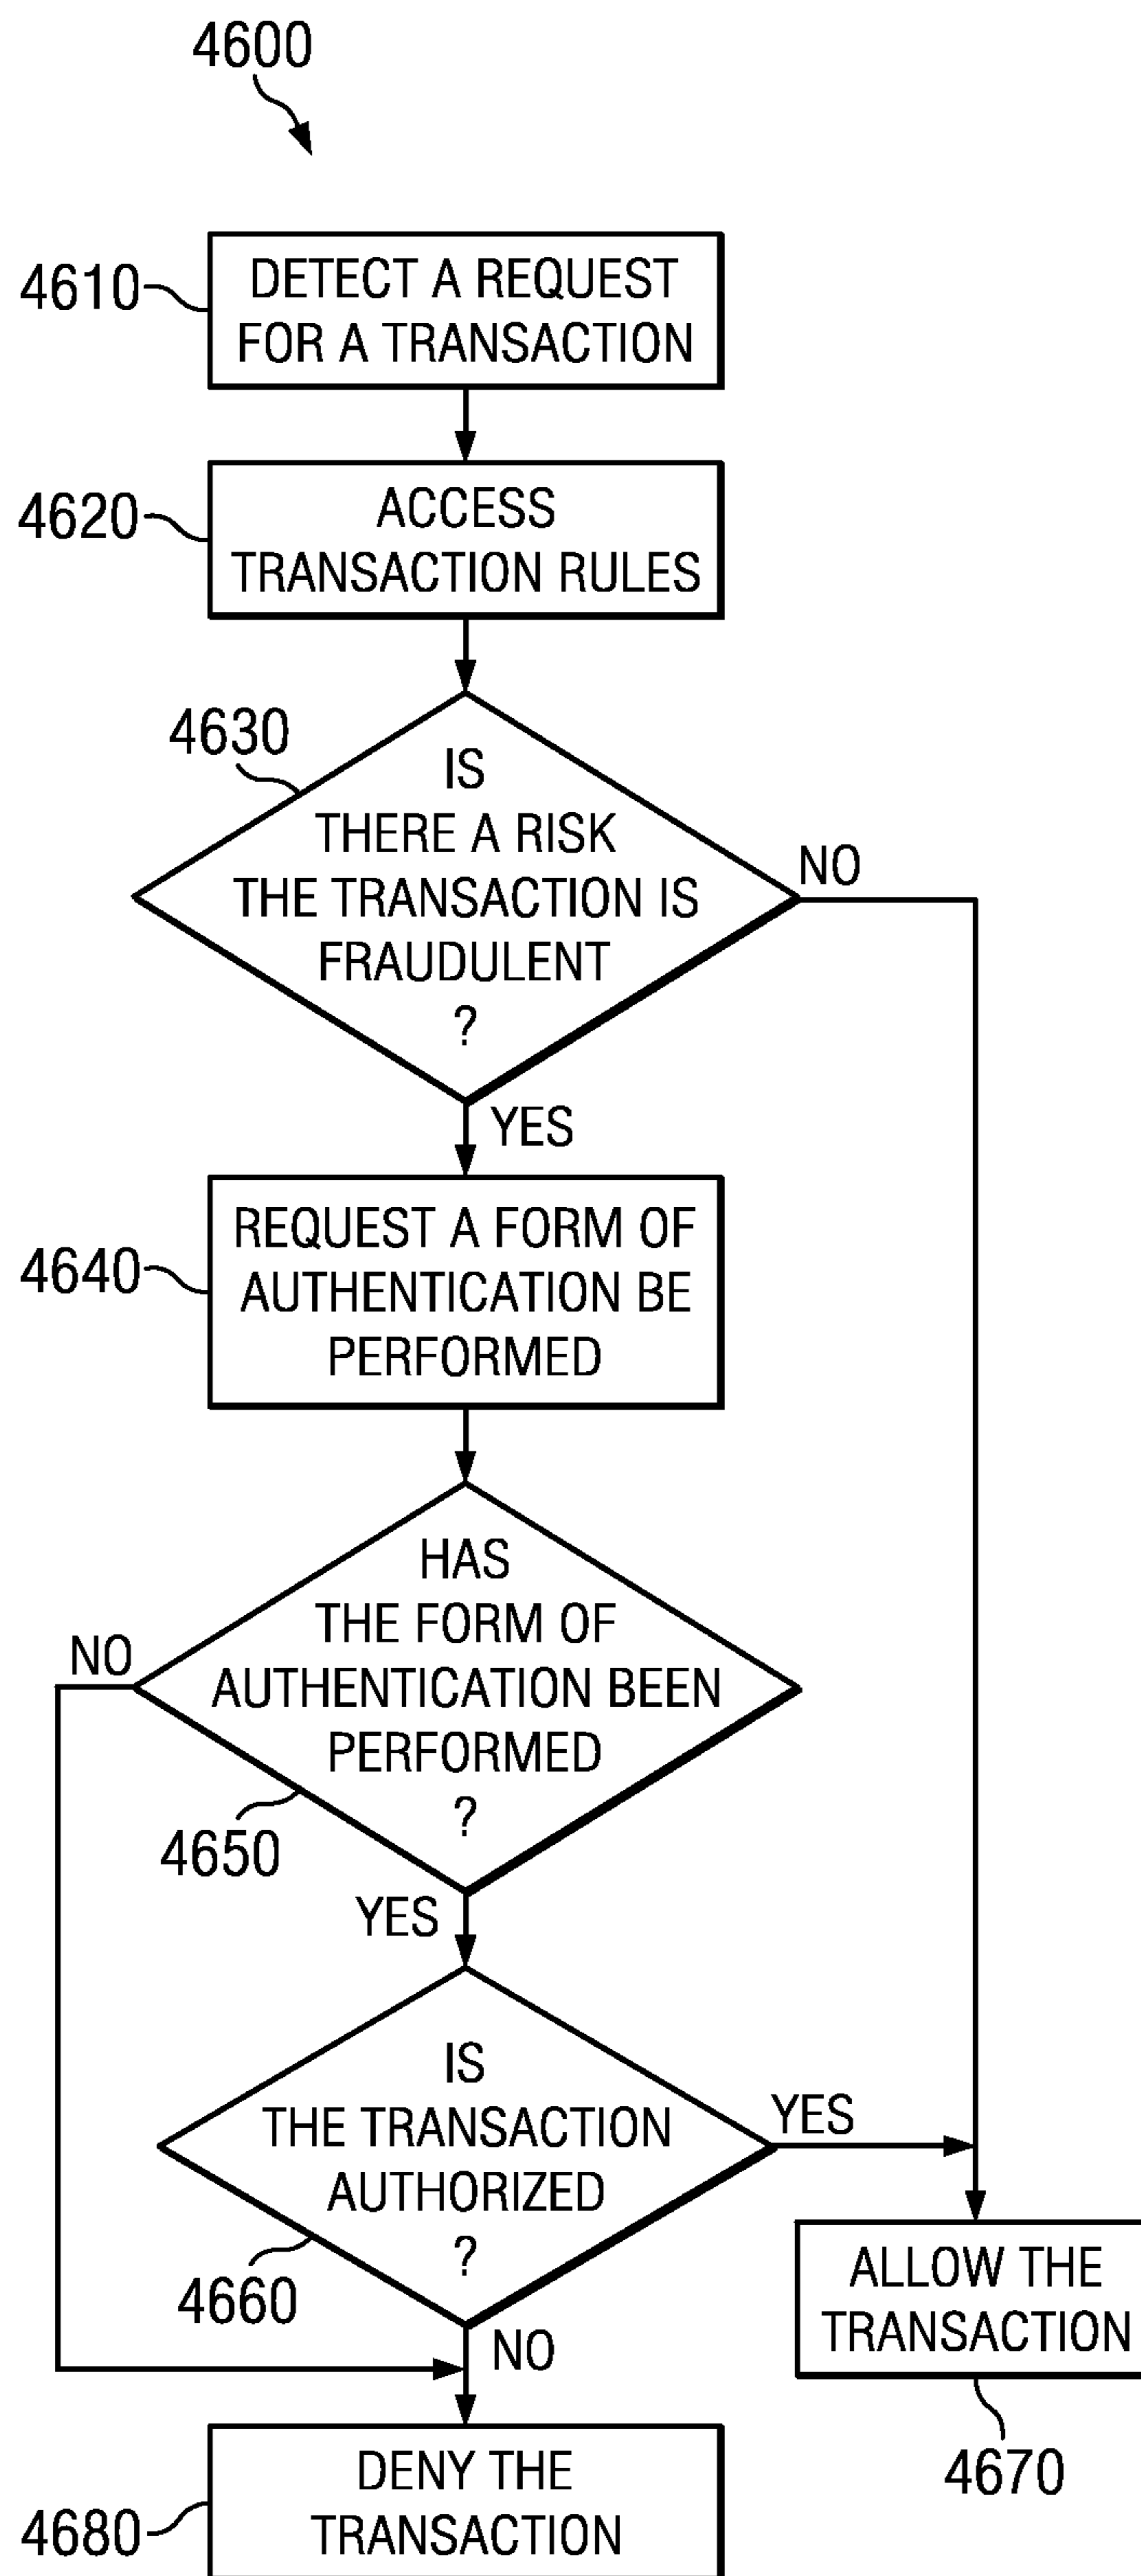 4600
4610
DETECT A REQUEST
FOR A TRANSACTION
4620
ACCESS
TRANSACTION RULES
4630
IS
THERE A RISK
THE TRANSACTION IS
FRAUDULENT
?
NO
YES
4640
REQUEST A FORM OF
AUTHENTICATION BE
PERFORMED
HAS
THE FORM OF
AUTHENTICATION BEEN
PERFORMED
?
NO
4650
YES
IS
THE TRANSACTION
AUTHORIZED
?
YES
4660
NO
ALLOW THE
TRANSACTION
4670
4680
DENY THE
TRANSACTION